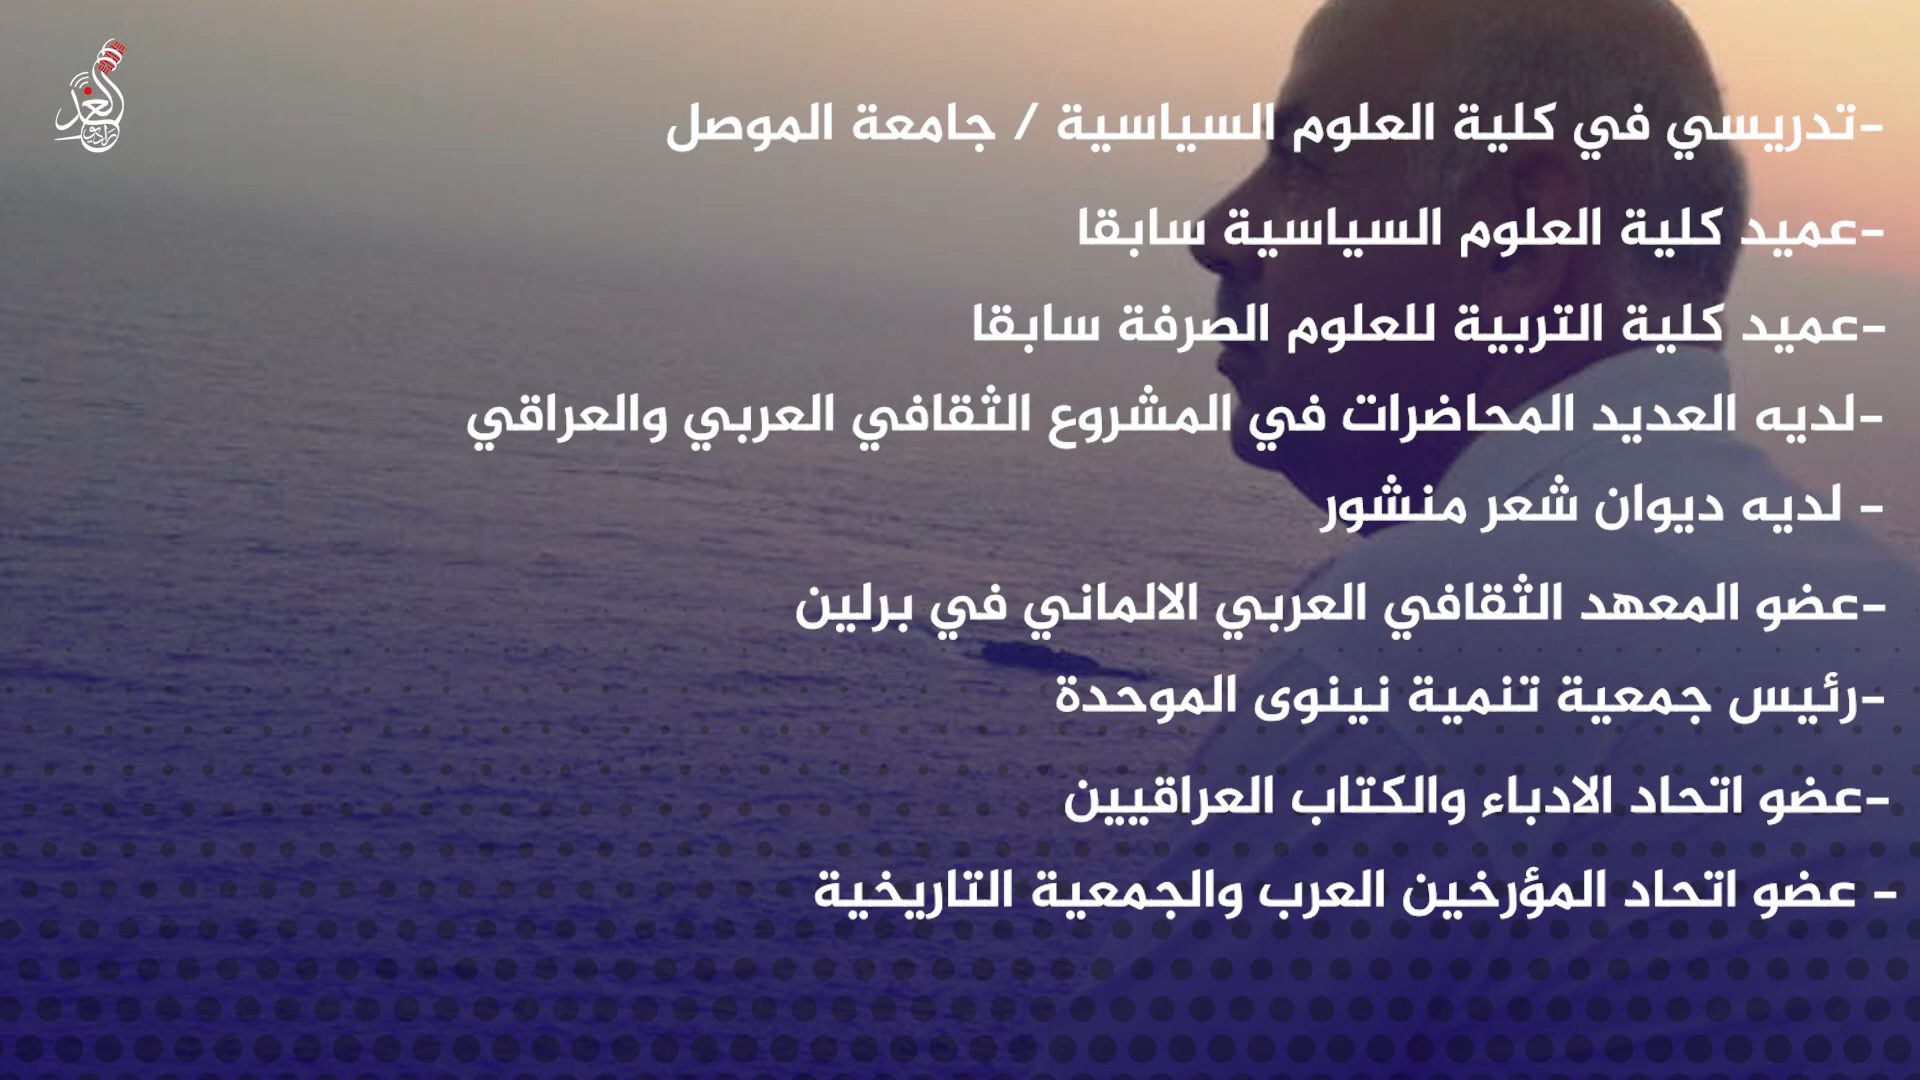 -تدريسي في كلية العلوم السياسية / جامعة الموصل
-عميد كلية العلوم السياسية سابقا
-عميد كلية التربية للعلوم الصرفة سابقا
-لديه العديد المحاضرات في المشروع الثقافي العربي والعراقي
- لديه ديوان شعر منشور
-عضو المعهد الثقافي العربي الالماني في برلين
-رئيس جمعية تنمية نينوى الموحدة
-عضو اتحاد الادباء والكتاب العراقيين
- عضو اتحاد المؤرخين العرب والجمعية التاريخية
راديو
الغد